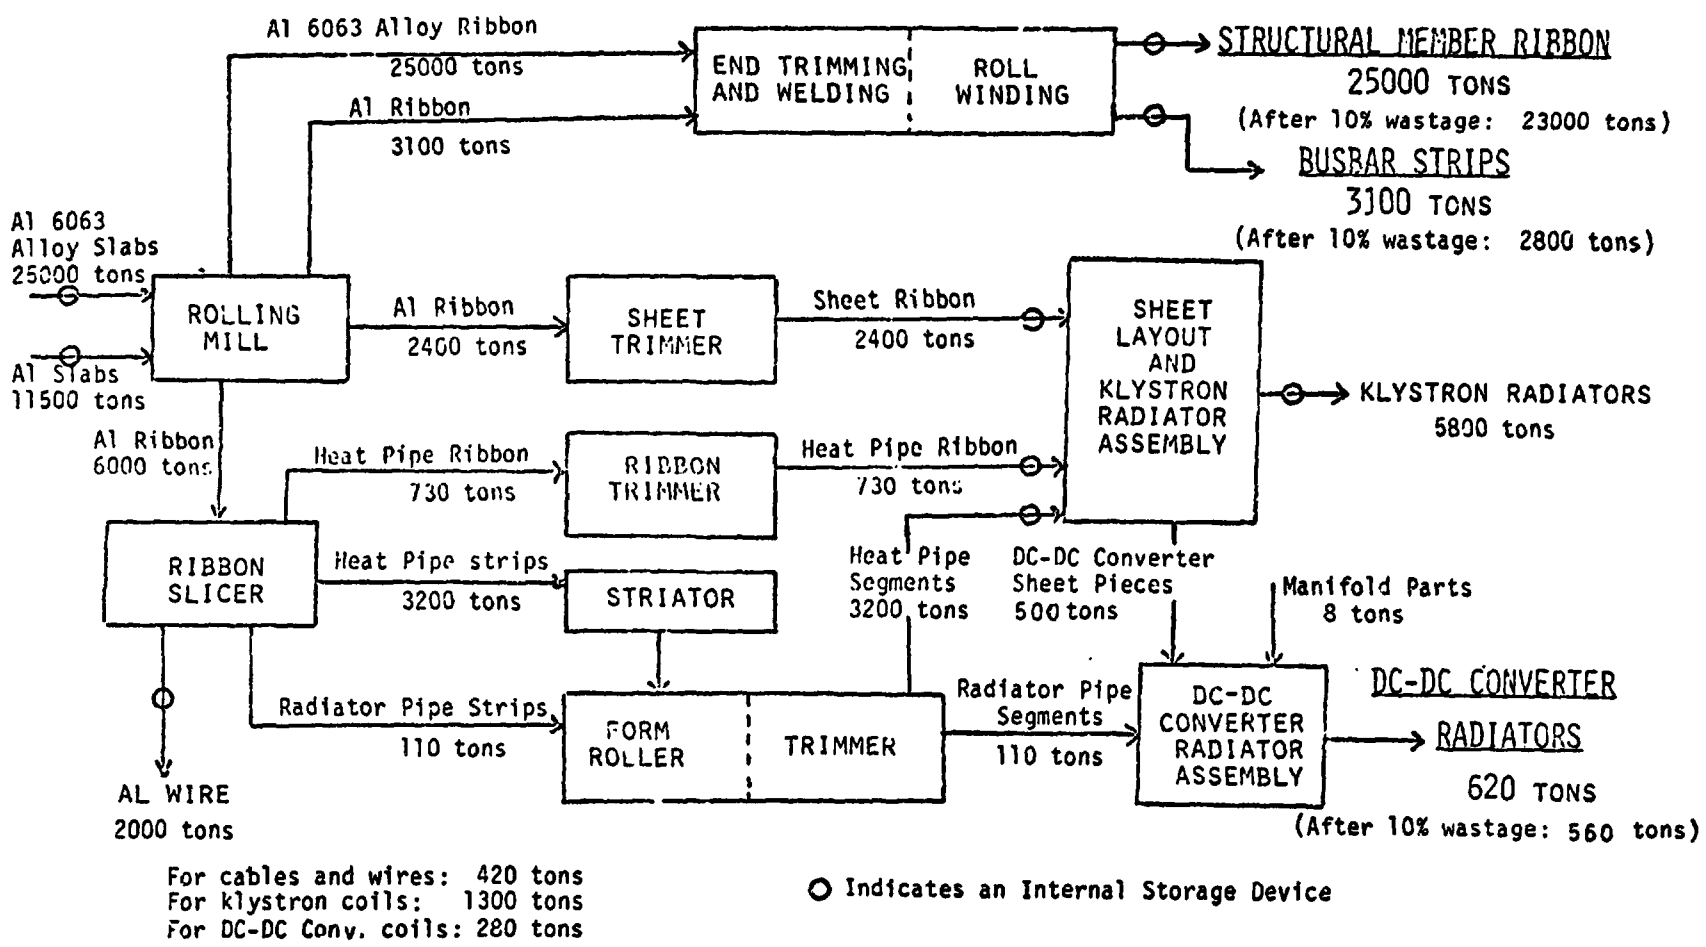 Al 6063 Alloy Ribbon
25000 tons
Al Ribbon
3100 tons
END TRIMMING
AND WELDING
ROLL
WINDING
STRUCTURAL MEMBER RIBBON
25000 TONS
(After 10% wastage: 23000 tons)
BUSBAR STRIPS
3100 TONS
(After 10% wastage: 2800 tons)
Al 6063
Alloy Slabs
25000 tons
Al Slabs
11500 tons
ROLLING
MILL
Al Ribbon
2400 tons
SHEET
TRIMMER
Sheet Ribbon
2400 tons
SHEET
LAYOUT
AND
KLYSTRON
RADIATOR
ASSEMBLY
KLYSTRON RADIATORS
5800 tons
Al Ribbon
6000 tons
Heat Pipe Ribbon
730 tons
RIBBON
TRIMMER
Heat Pipe Ribbon
730 tons
RIBBON
SLICER
Heat Pipe strips
3200 tons
STRIATOR
Heat Pipe
Segments
3200 tons
DC-DC Converter
Sheet Pieces
500 tons
Manifold Parts
8 tons
Radiator Pipe Strips
110 tons
FORM
ROLLER
TRIMMER
Radiator Pipe
Segments
110 tons
DC-DC
CONVERTER
RADIATOR
ASSEMBLY
DC-DC CONVERTER
RADIATORS
620 TONS
(After 10% wastage: 560 tons)
AL WIRE
2000 tons
For cables and wires: 420 tons
For klystron coils: 1300 tons
For DC-DC Conv. coils: 280 tons
Indicates an Internal Storage Device